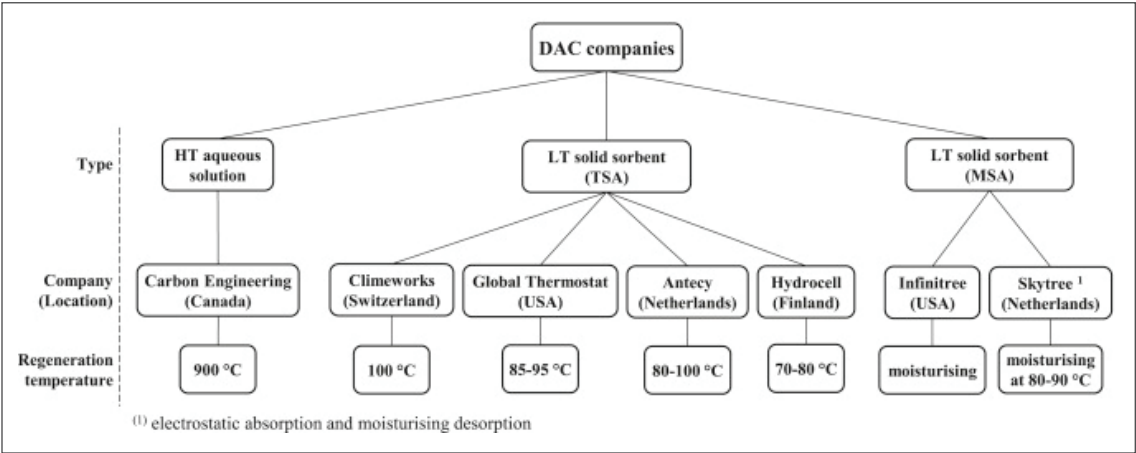 DAC companies
Type
HT aqueous
solution
LT solid sorbent
(TSA)
LT solid sorbent
(MSA)
Company
(Location)
Carbon Engineering
(Canada)
Climeworks
(Switzerland)
Global Thermostat
(USA)
Antecy
(Netherlands)
Hydrocell
(Finland)
Infinitree
(USA)
Skytree ¹
(Netherlands)
Regeneration
temperature
900 °C
100 °C
85-95 °C
80-100 °C
70-80 °C
moisturising
moisturising
at 80-90 °C
⁽¹⁾ electrostatic absorption and moisturising desorption